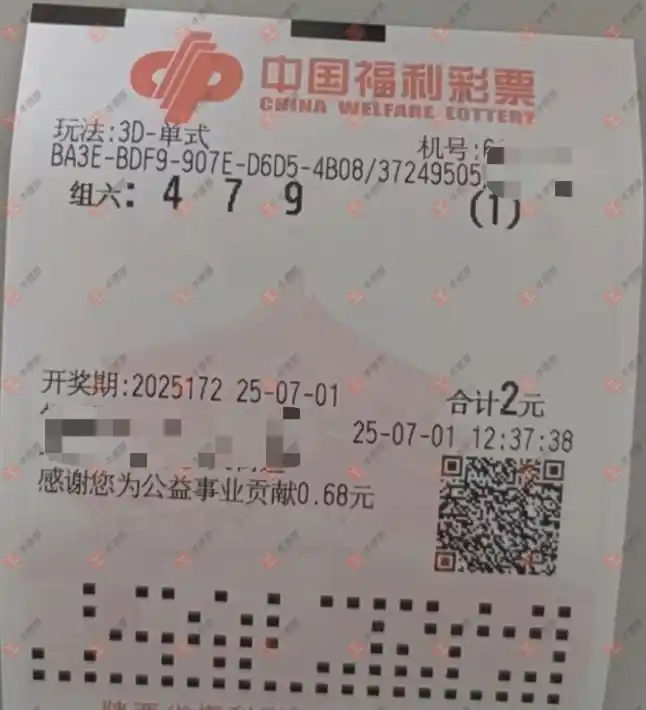 中国福利彩票
CHINA WELFARE LOTTERY
玩法:3D-单式 机号:6
BA3E-BDF9-907E-D6D5-4B08/37249505
组六: 4 7 9 (1)
开奖期:2025172 25-07-01 合计2元
25-07-01 12:37:38
感谢您为公益事业贡献0.68元